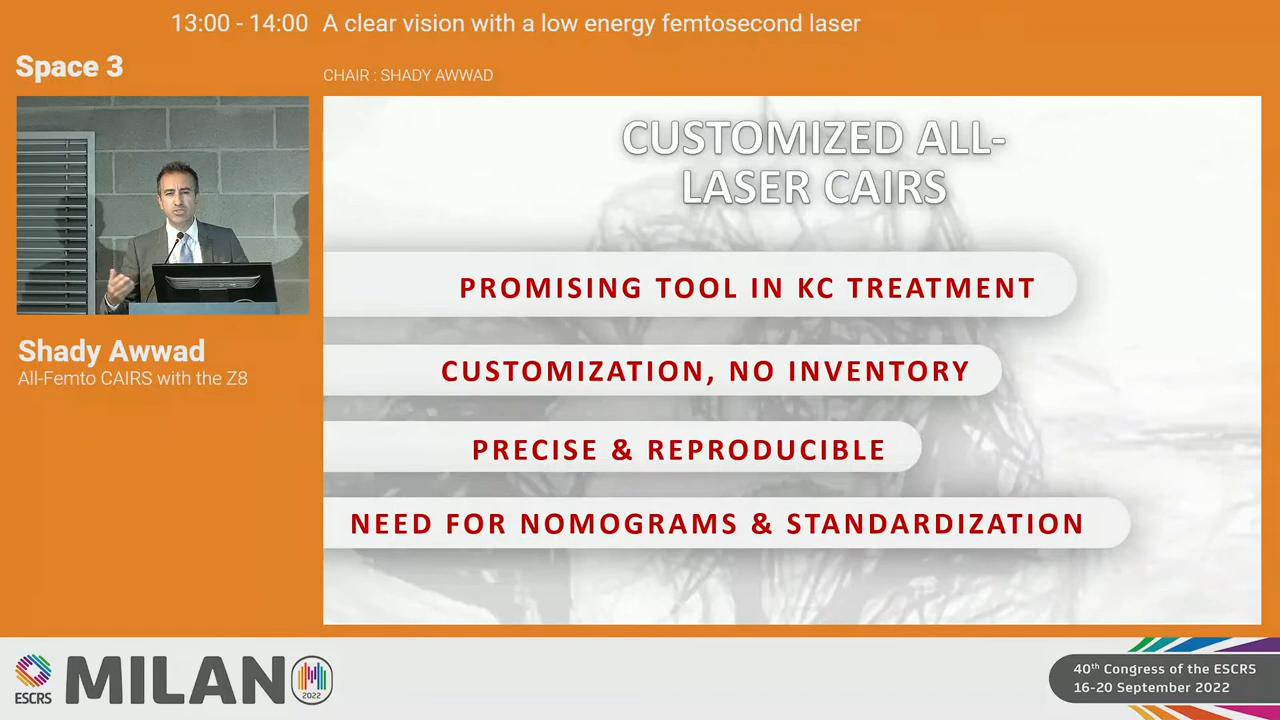 13:00 - 14:00 A clear vision with a low energy femtosecond laser
Space 3
CHAIR : SHADY AWWAD
CUSTOMIZED ALL-
LASER CAIRS
PROMISING TOOL IN KC TREATMENT
CUSTOMIZATION, NO INVENTORY
PRECISE & REPRODUCIBLE
NEED FOR NOMOGRAMS & STANDARDIZATION
Shady Awwad
All-Femto CAIRS with the Z8
ESCRS
MILANO
2022
40th Congress of the ESCRS
16-20 September 2022